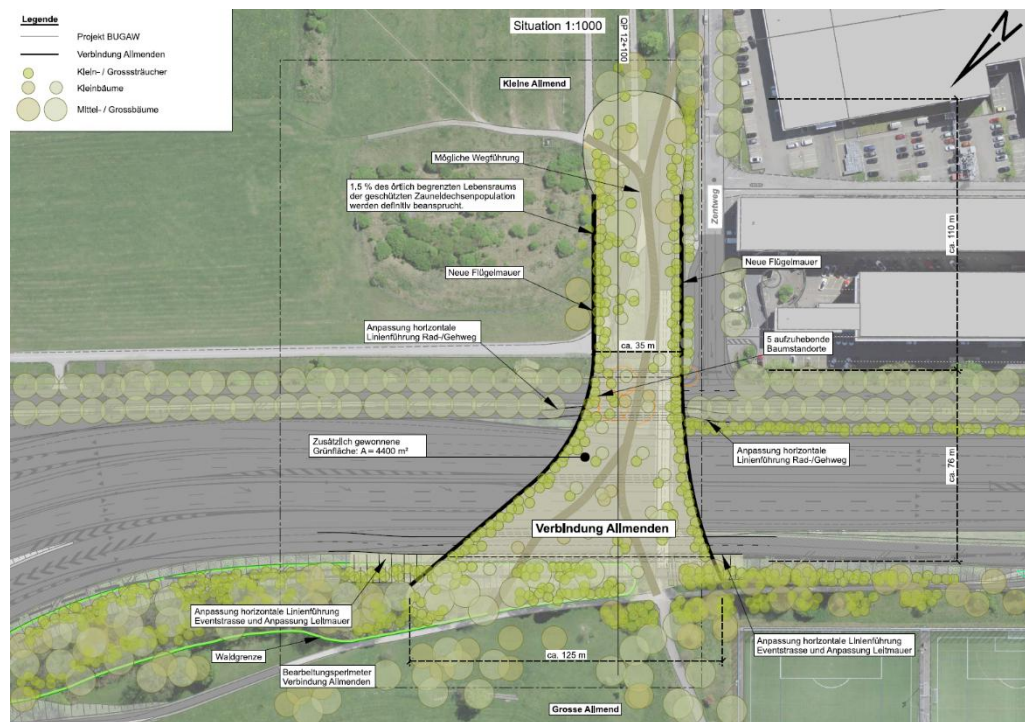 Legende
Projekt BUGAW
Verbindung Allmenden
Klein- / Grosssträucher
Kleinbäume
Mittel- / Grossbäume
Situation 1:1000
QP 12+100
N
Kleine Allmend
Mögliche Wegführung
1,5 % des örtlich begrenzten Lebensraums
der geschützten Zauneidechsenpopulation
werden definitiv beansprucht.
Zentweg
ca. 110 m
Neue Flügelmauer
Neue Flügelmauer
Anpassung horizontale
Linienführung Rad-/Gehweg
ca. 35 m
5 aufzuhebende
Baumstandorte
Zusätzlich gewonnene
Grünfläche: A = 4400 m²
Anpassung horizontale
Linienführung Rad-/Gehweg
ca. 76 m
Verbindung Allmenden
Anpassung horizontale Linienführung
Eventstrasse und Anpassung Leitmauer
Anpassung horizontale Linienführung
Eventstrasse und Anpassung Leitmauer
Waldgrenze
ca. 125 m
Bearbeitungsperimeter
Verbindung Allmenden
Grosse Allmend